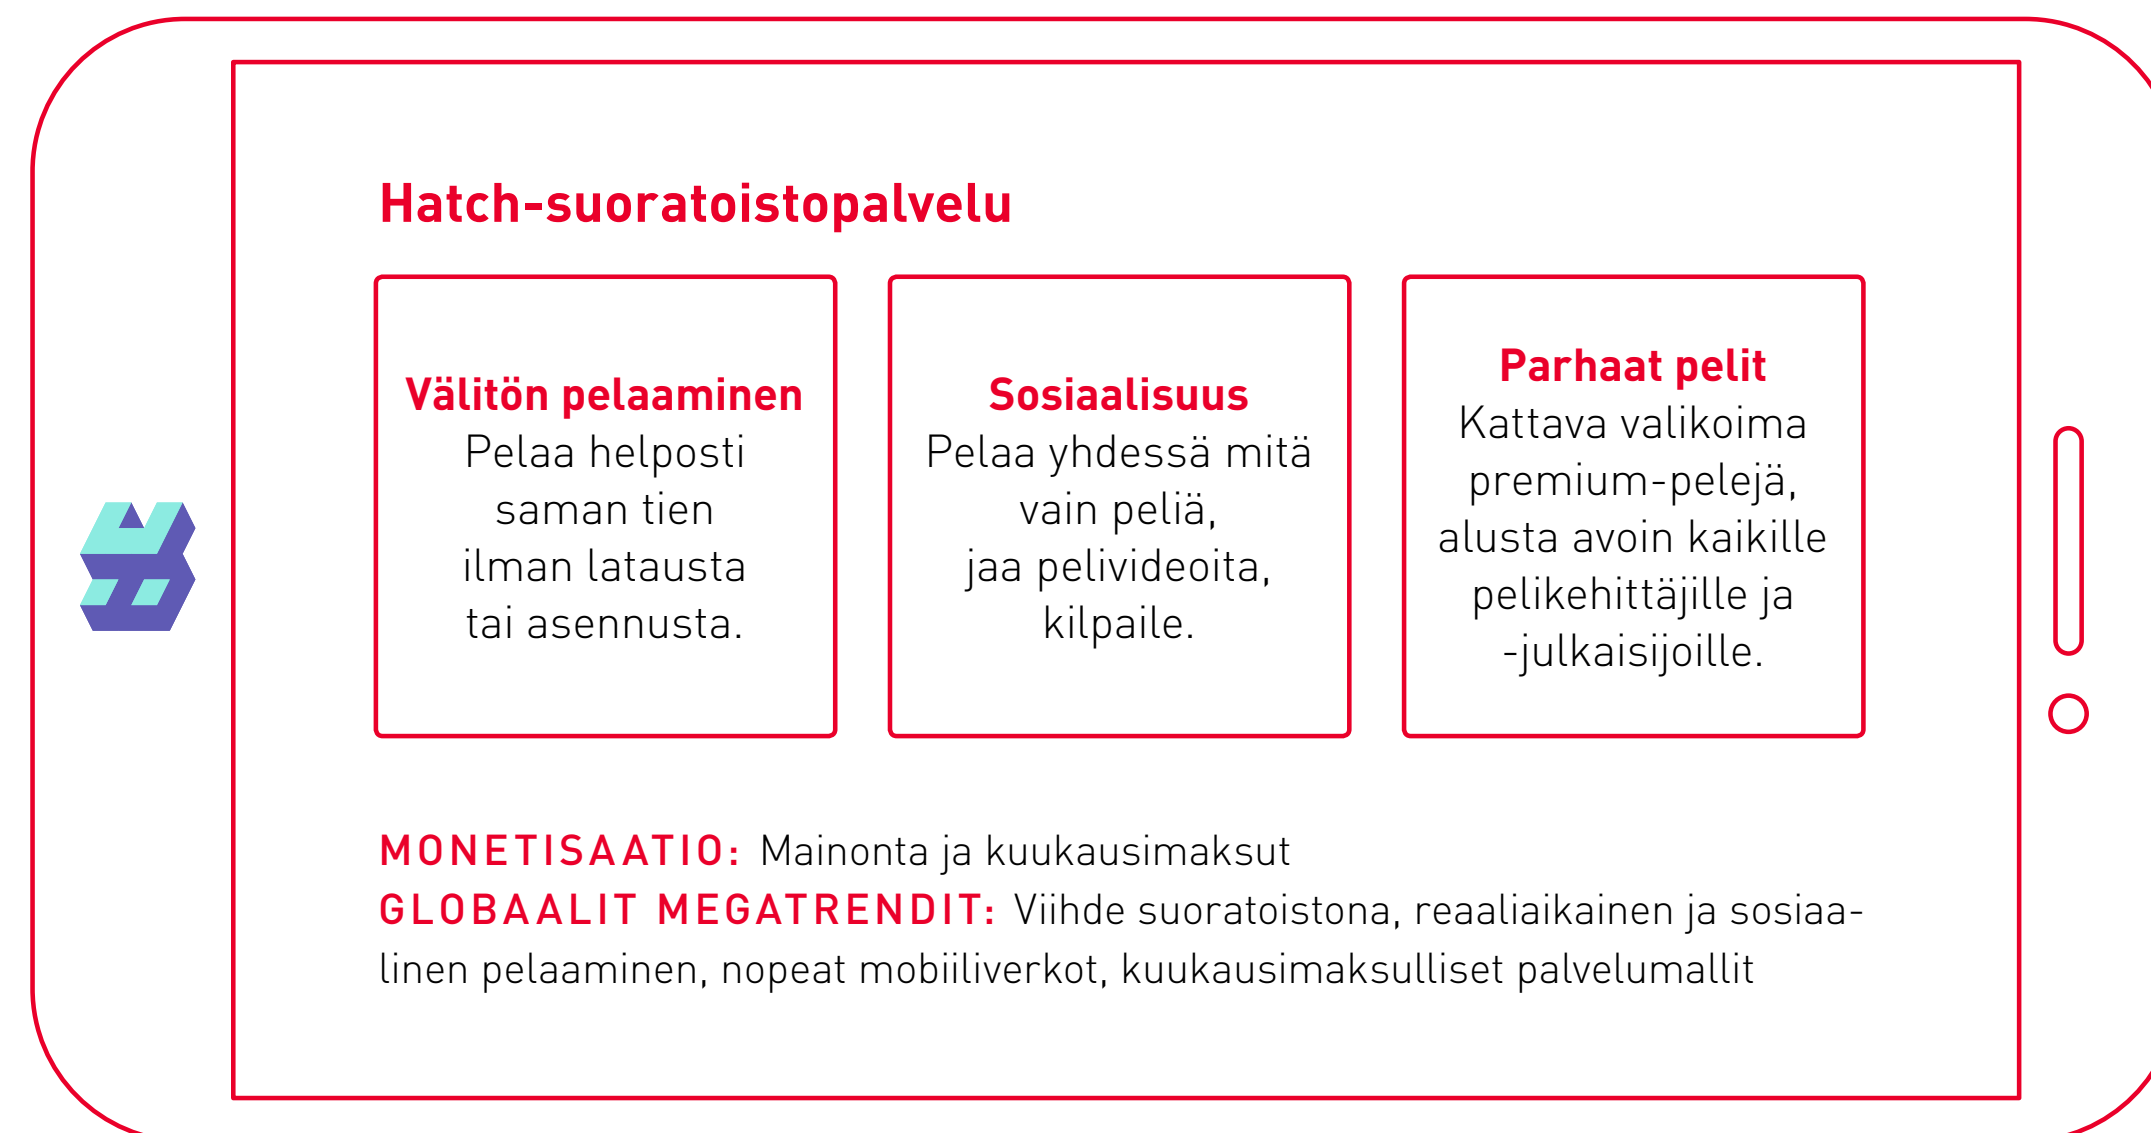 Hatch-suoratoistopalvelu
Välitön pelaaminen
Pelaa helposti
saman tien
ilman latausta
tai asennusta.
Sosiaalisuus
Pelaa yhdessä mitä
vain peliä,
jaa pelivideoita,
kilpaile.
Parhaat pelit
Kattava valikoima
premium-pelejä,
alusta avoin kaikille
pelikehittäjille ja
-julkaisijoille.
MONETISAATIO: Mainonta ja kuukausimaksut
GLOBAALIT MEGATRENDIT: Viihde suoratoistona, reaaliaikainen ja sosiaa-
linen pelaaminen, nopeat mobiiliverkot, kuukausimaksulliset palvelumallit